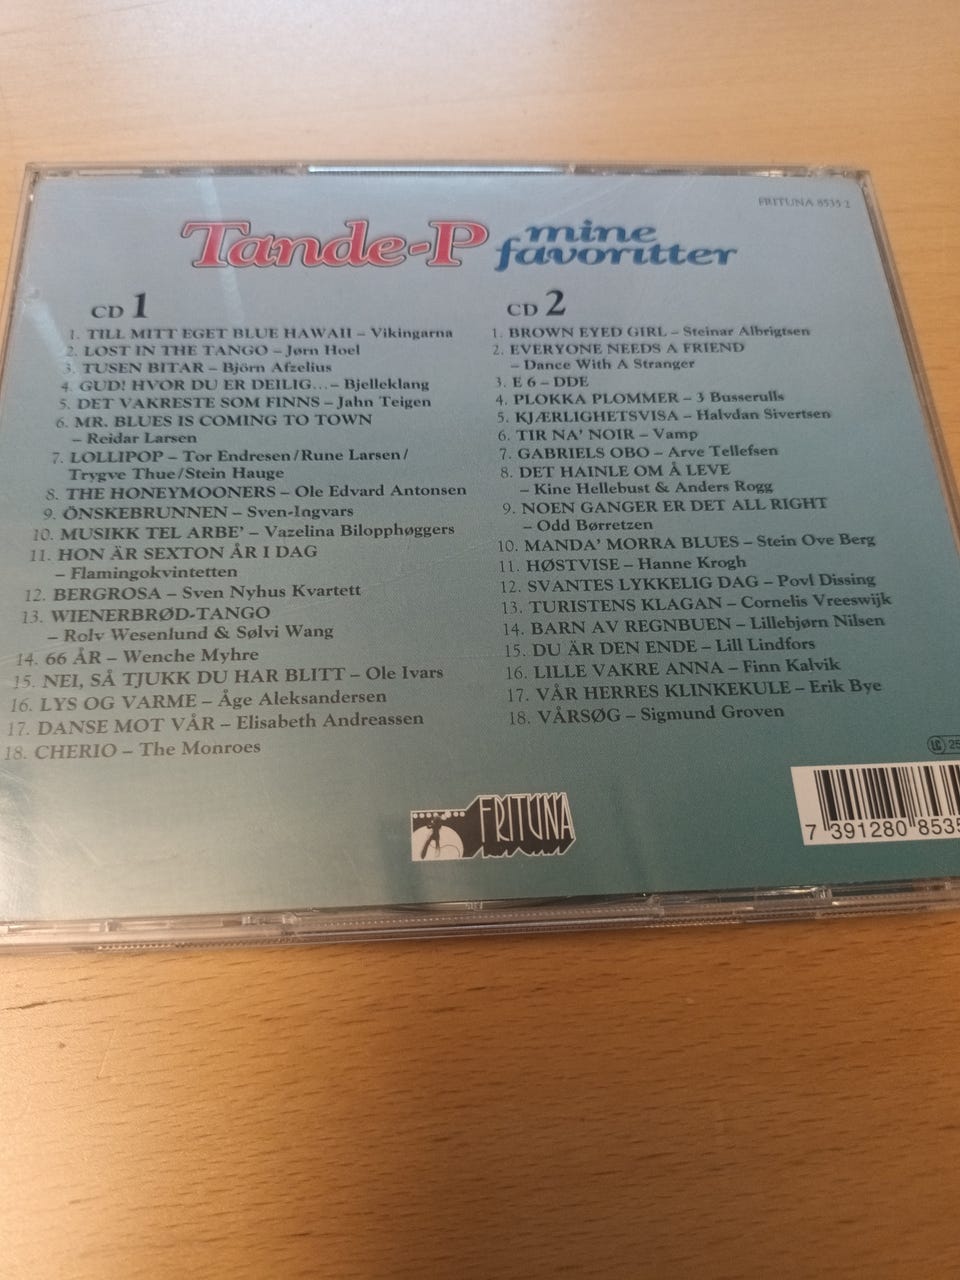 FRITUNA 8535 2
Tande-P mine
favoritter
CD 1
1. TILL MITT EGET BLUE HAWAII – Vikingarna
2. LOST IN THE TANGO – Jørn Hoel
3. TUSEN BITAR – Björn Afzelius
4. GUD! HVOR DU ER DEILIG... – Bjelleklang
5. DET VAKRESTE SOM FINNS – Jahn Teigen
6. MR. BLUES IS COMING TO TOWN
– Reidar Larsen
7. LOLLIPOP – Tor Endresen/Rune Larsen/
Trygve Thue/Stein Hauge
8. THE HONEYMOONERS – Ole Edvard Antonsen
9. ÖNSKEBRUNNEN – Sven-Ingvars
10. MUSIKK TEL ARBE' – Vazelina Bilopphøggers
11. HON ÄR SEXTON ÅR I DAG
– Flamingokvintetten
12. BERGROSA – Sven Nyhus Kvartett
13. WIENERBRØD-TANGO
– Rolv Wesenlund & Sølvi Wang
14. 66 ÅR – Wenche Myhre
15. NEI, SÅ TJUKK DU HAR BLITT – Ole Ivars
16. LYS OG VARME – Åge Aleksandersen
17. DANSE MOT VÅR – Elisabeth Andreassen
18. CHERIO – The Monroes
CD 2
1. BROWN EYED GIRL – Steinar Albrigtsen
2. EVERYONE NEEDS A FRIEND
– Dance With A Stranger
3. E 6 – DDE
4. PLOKKA PLOMMER – 3 Busserulls
5. KJÆRLIGHETSVISA – Halvdan Sivertsen
6. TIR NA' NOIR – Vamp
7. GABRIELS OBO – Arve Tellefsen
8. DET HAINLE OM Å LEVE
– Kine Hellebust & Anders Rogg
9. NOEN GANGER ER DET ALL RIGHT
– Odd Børretzen
10. MANDA' MORRA BLUES – Stein Ove Berg
11. HØSTVISE – Hanne Krogh
12. SVANTES LYKKELIG DAG – Povl Dissing
13. TURISTENS KLAGAN – Cornelis Vreeswijk
14. BARN AV REGNBUEN – Lillebjørn Nilsen
15. DU ÄR DEN ENDE – Lill Lindfors
16. LILLE VAKRE ANNA – Finn Kalvik
17. VÅR HERRES KLINKEKULE – Erik Bye
18. VÅRSØG – Sigmund Groven
LC 25
FRITUNA
7 391280 8535